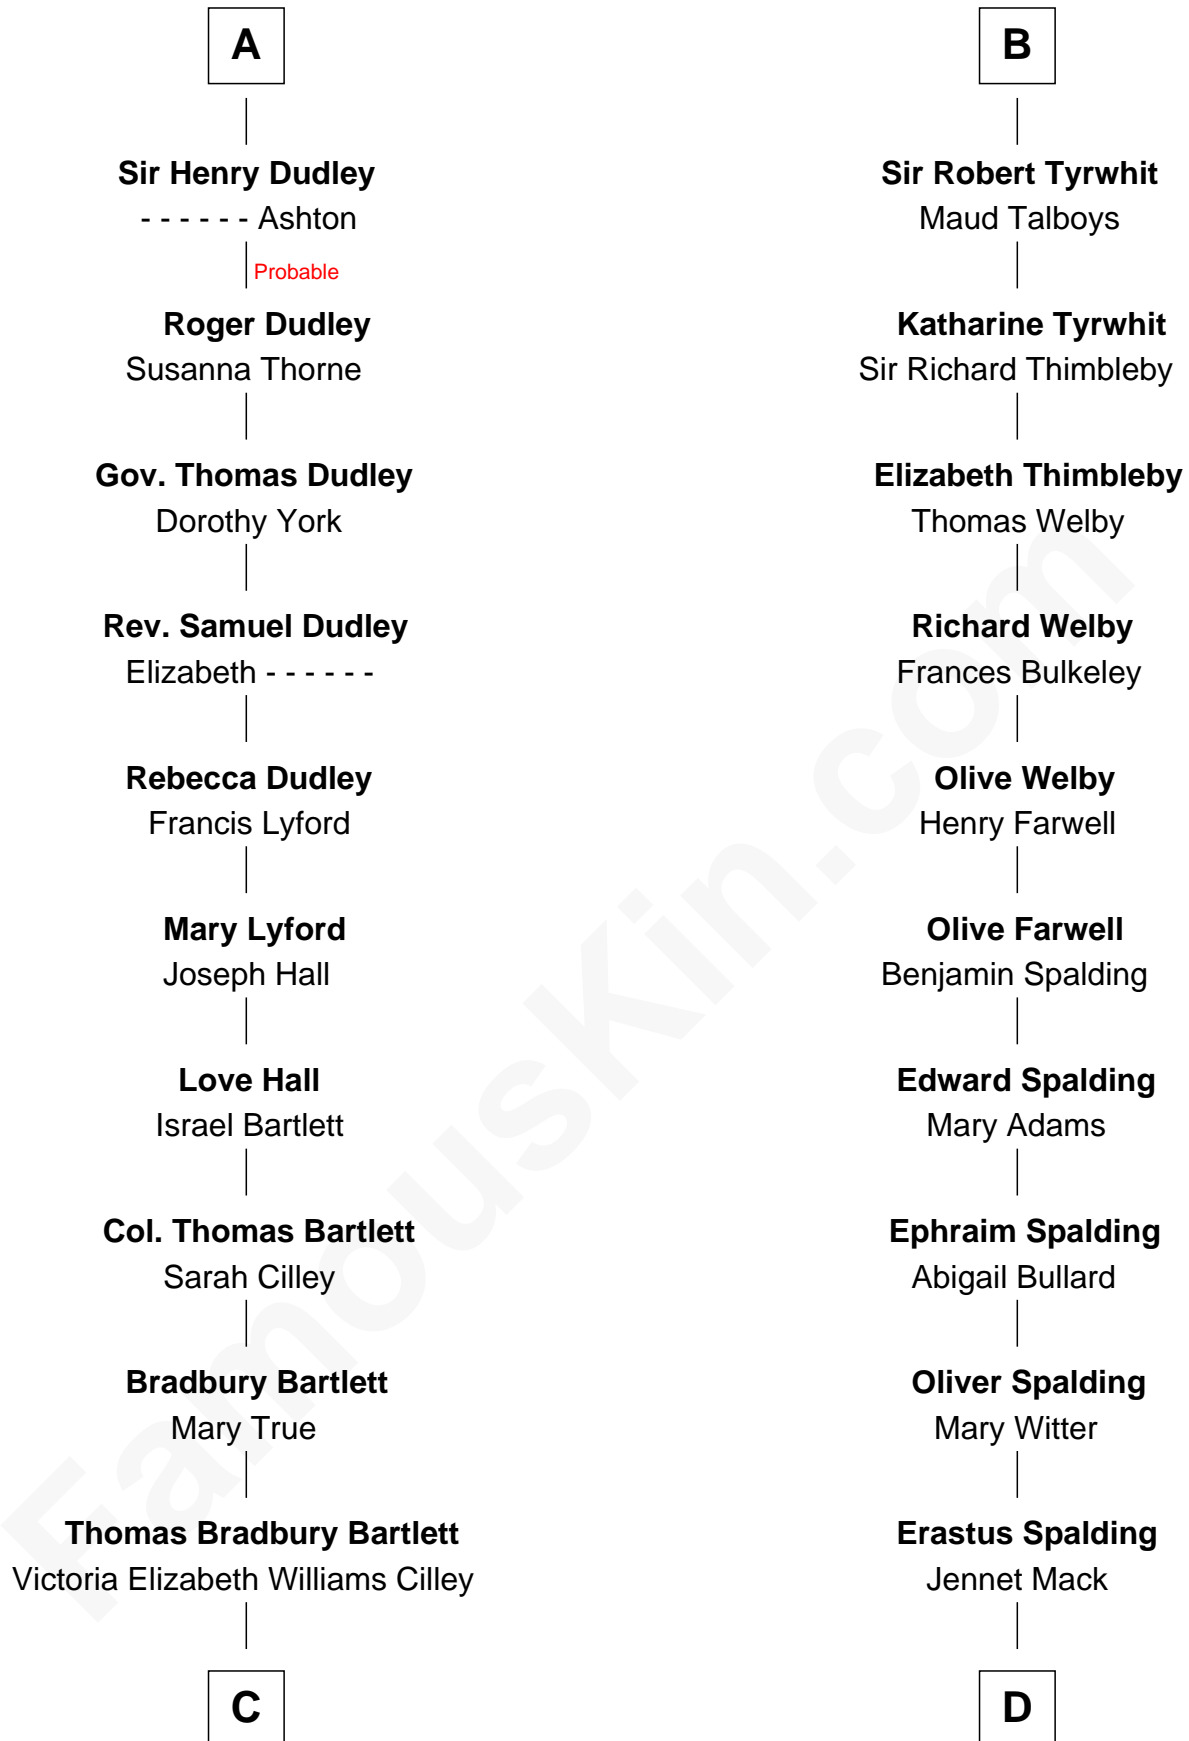 A
Sir Henry Dudley
- - - - - - Ashton
Probable
Roger Dudley
Susanna Thorne
Gov. Thomas Dudley
Dorothy York
Rev. Samuel Dudley
Elizabeth - - - - - -
Rebecca Dudley
Francis Lyford
Mary Lyford
Joseph Hall
Love Hall
Israel Bartlett
Col. Thomas Bartlett
Sarah Cilley
Bradbury Bartlett
Mary True
Thomas Bradbury Bartlett
Victoria Elizabeth Williams Cilley
C
B
Sir Robert Tyrwhit
Maud Talboys
Katharine Tyrwhit
Sir Richard Thimbleby
Elizabeth Thimbleby
Thomas Welby
Richard Welby
Frances Bulkeley
Olive Welby
Henry Farwell
Olive Farwell
Benjamin Spalding
Edward Spalding
Mary Adams
Ephraim Spalding
Abigail Bullard
Oliver Spalding
Mary Witter
Erastus Spalding
Jennet Mack
D
FamousKin.com